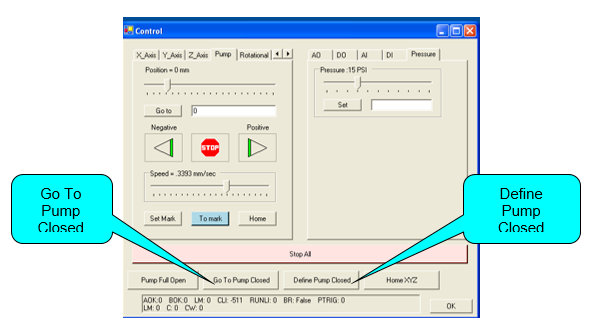 Control
X_Axis Y_Axis Z_Axis Pump Rotational
AO DO AI DI Pressure
Position = 0 mm
Pressure :15 PSI
Go to 0
Set
Negative Positive
STOP
Speed = .3393 mm/sec
Set Mark To mark Home
Go To
Pump
Closed
Define
Pump
Closed
Stop All
Pump Full Open Go To Pump Closed Define Pump Closed Home XYZ
AOK:0 BOK:0 LM: 0 CLI: -511 RUNLI: 0 BR: False PTRIG: 0
LM: 0 C: 0 CW: 0
OK